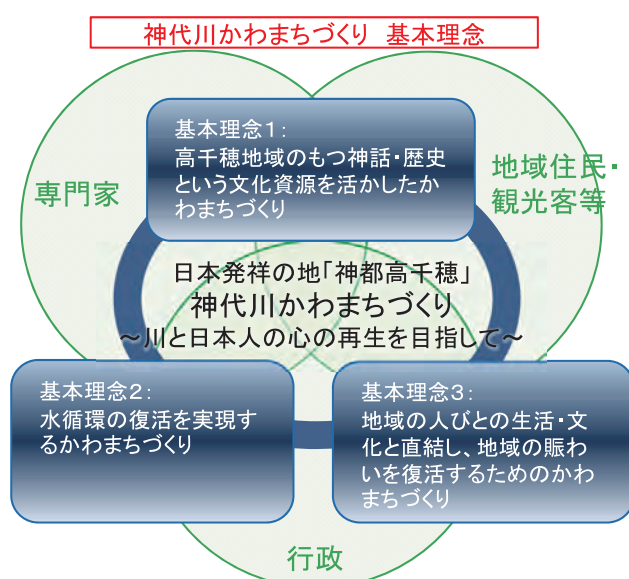 神代川かわまちづくり 基本理念
基本理念1:
高千穂地域のもつ神話・歴史
という文化資源を活かしたか
わまちづくり
専門家
地域住民・
観光客等
日本発祥の地「神都高千穂」
神代川かわまちづくり
~川と日本人の心の再生を目指して~
基本理念2:
水循環の復活を実現す
るかわまちづくり
基本理念3:
地域の人びとの生活・文
化と直結し、地域の賑わ
いを復活するためのかわ
まちづくり
行政